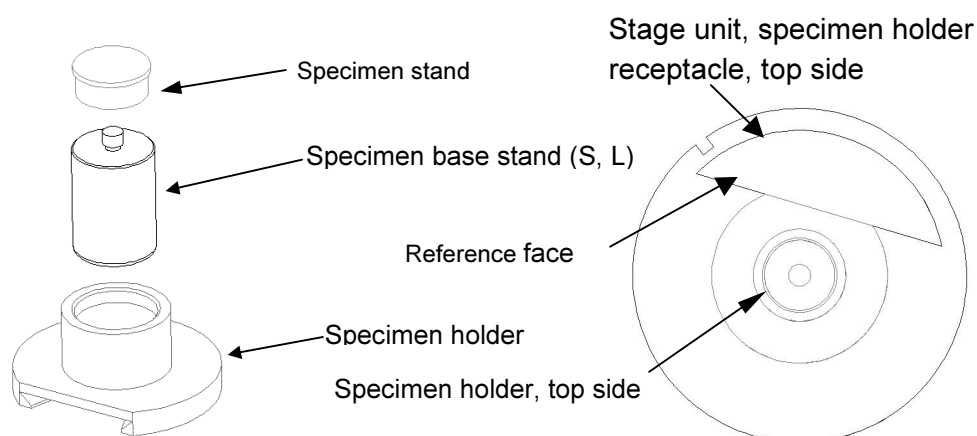 Specimen stand
Specimen base stand (S, L)
Specimen holder
Stage unit, specimen holder
receptacle, top side
Reference face
Specimen holder, top side